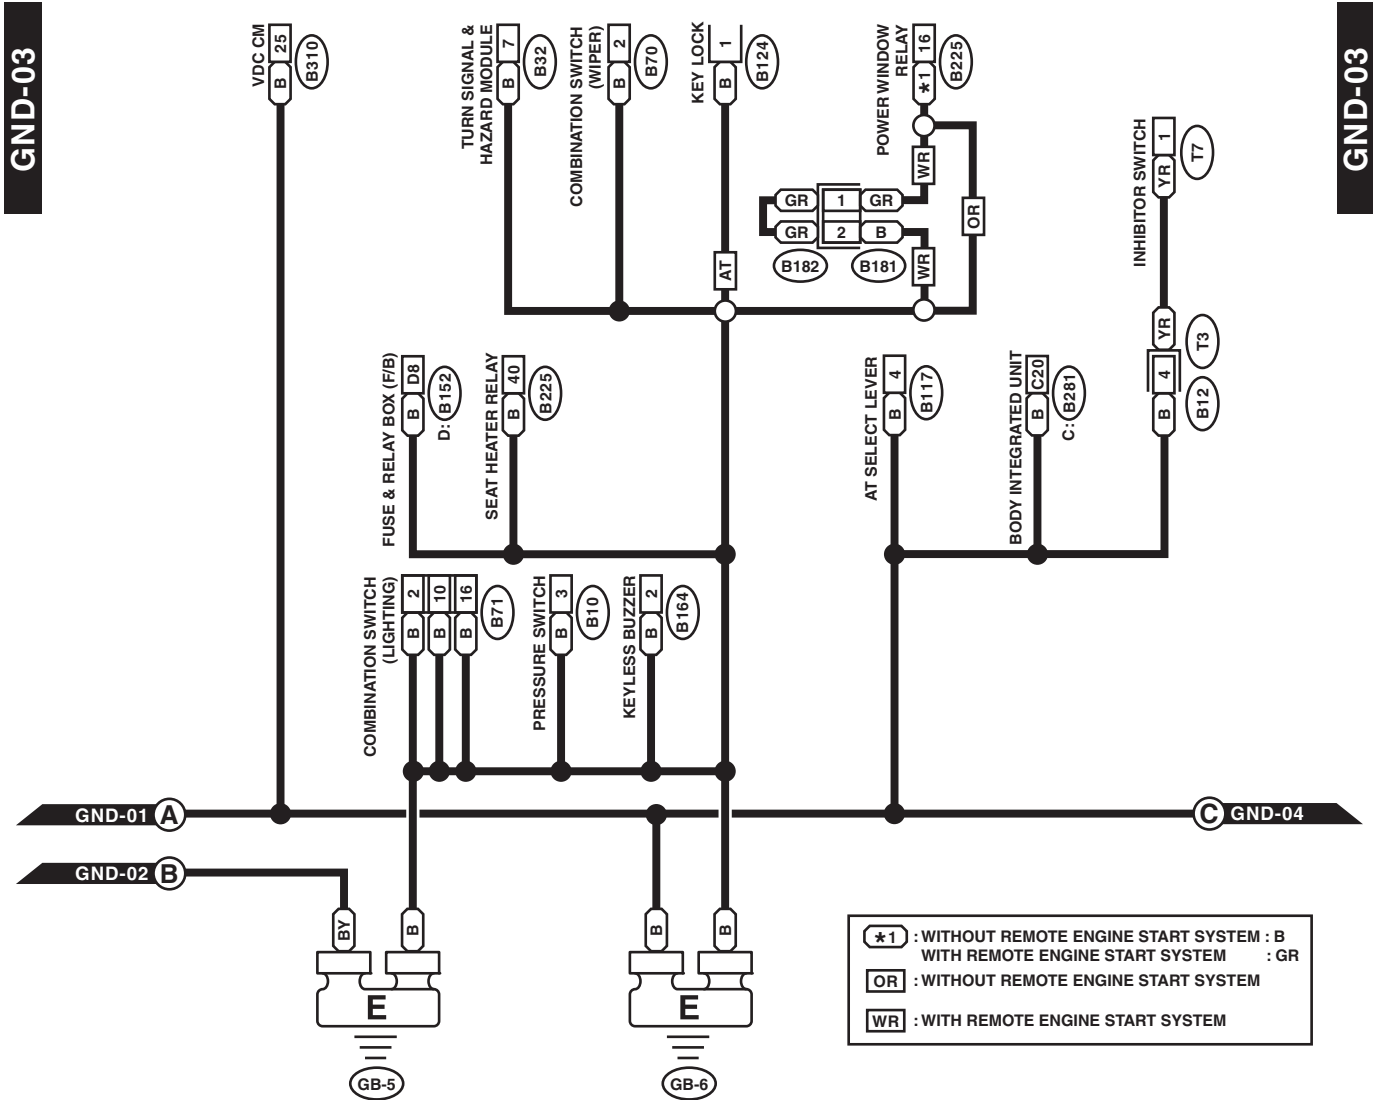 GND-03
GND-03
VDC CM
25
B
B310
TURN SIGNAL &
HAZARD MODULE
7
B
B32
COMBINATION SWITCH
(WIPER)
2
B
B70
KEY LOCK
1
B
B124
POWER WINDOW
RELAY
16
*1
B225
WR
OR
GR
1
GR
GR
2
B
B182
B181
WR
AT
INHIBITOR SWITCH
1
YR
T7
YR
T3
4
B
B12
FUSE & RELAY BOX (F/B)
D8
B
D: B152
SEAT HEATER RELAY
40
B
B225
AT SELECT LEVER
4
B
B117
BODY INTEGRATED UNIT
C20
B
C: B281
COMBINATION SWITCH
(LIGHTING)
2
10
16
B
B
B
B71
PRESSURE SWITCH
3
B
B10
KEYLESS BUZZER
2
B
B164
GND-01 A
C GND-04
GND-02 B
BY
B
E
GB-5
B
B
E
GB-6
*1 : WITHOUT REMOTE ENGINE START SYSTEM : B
WITH REMOTE ENGINE START SYSTEM : GR
OR : WITHOUT REMOTE ENGINE START SYSTEM
WR : WITH REMOTE ENGINE START SYSTEM